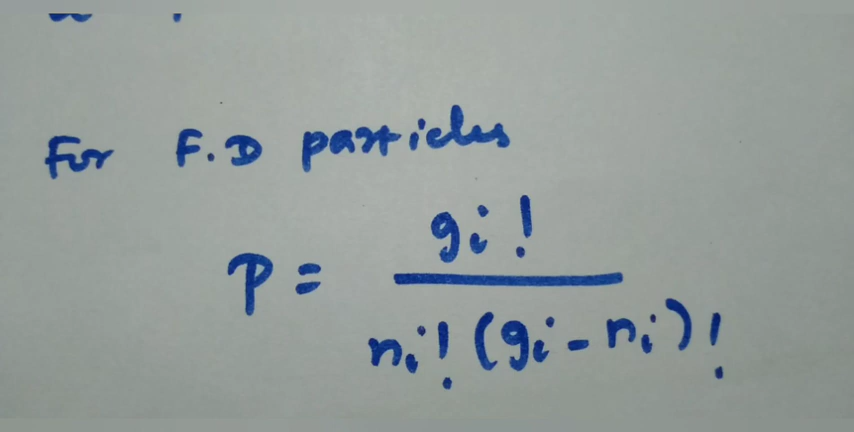 For F.D particles
P = gi! / ni! (gi - ni)!